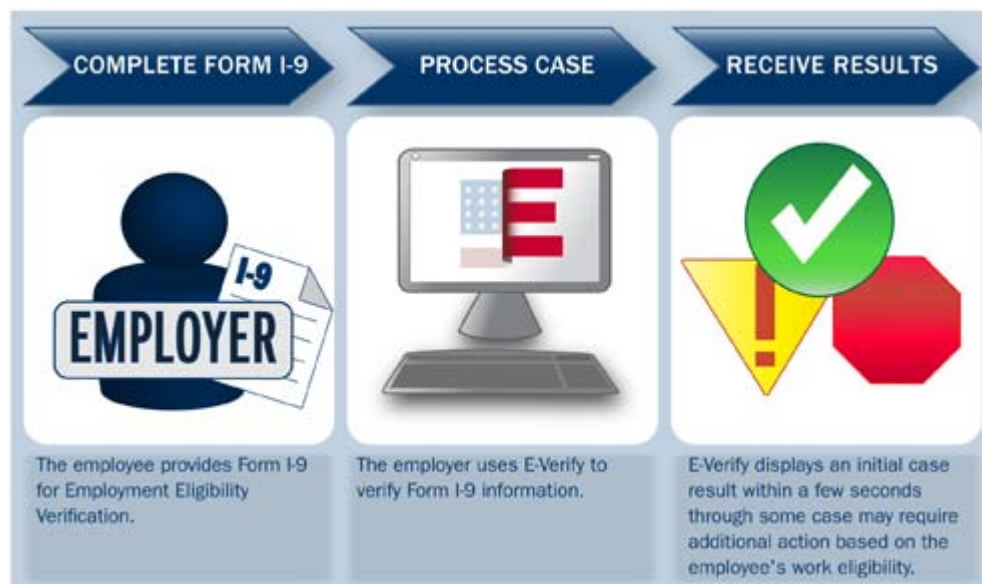 COMPLETE FORM I-9
PROCESS CASE
RECEIVE RESULTS
I-9
EMPLOYER
E
The employee provides Form I-9
for Employment Eligibility
Verification.
The employer uses E-Verify to
verify Form I-9 information.
E-Verify displays an initial case
result within a few seconds
through some case may require
additional action based on the
employee's work eligibility.